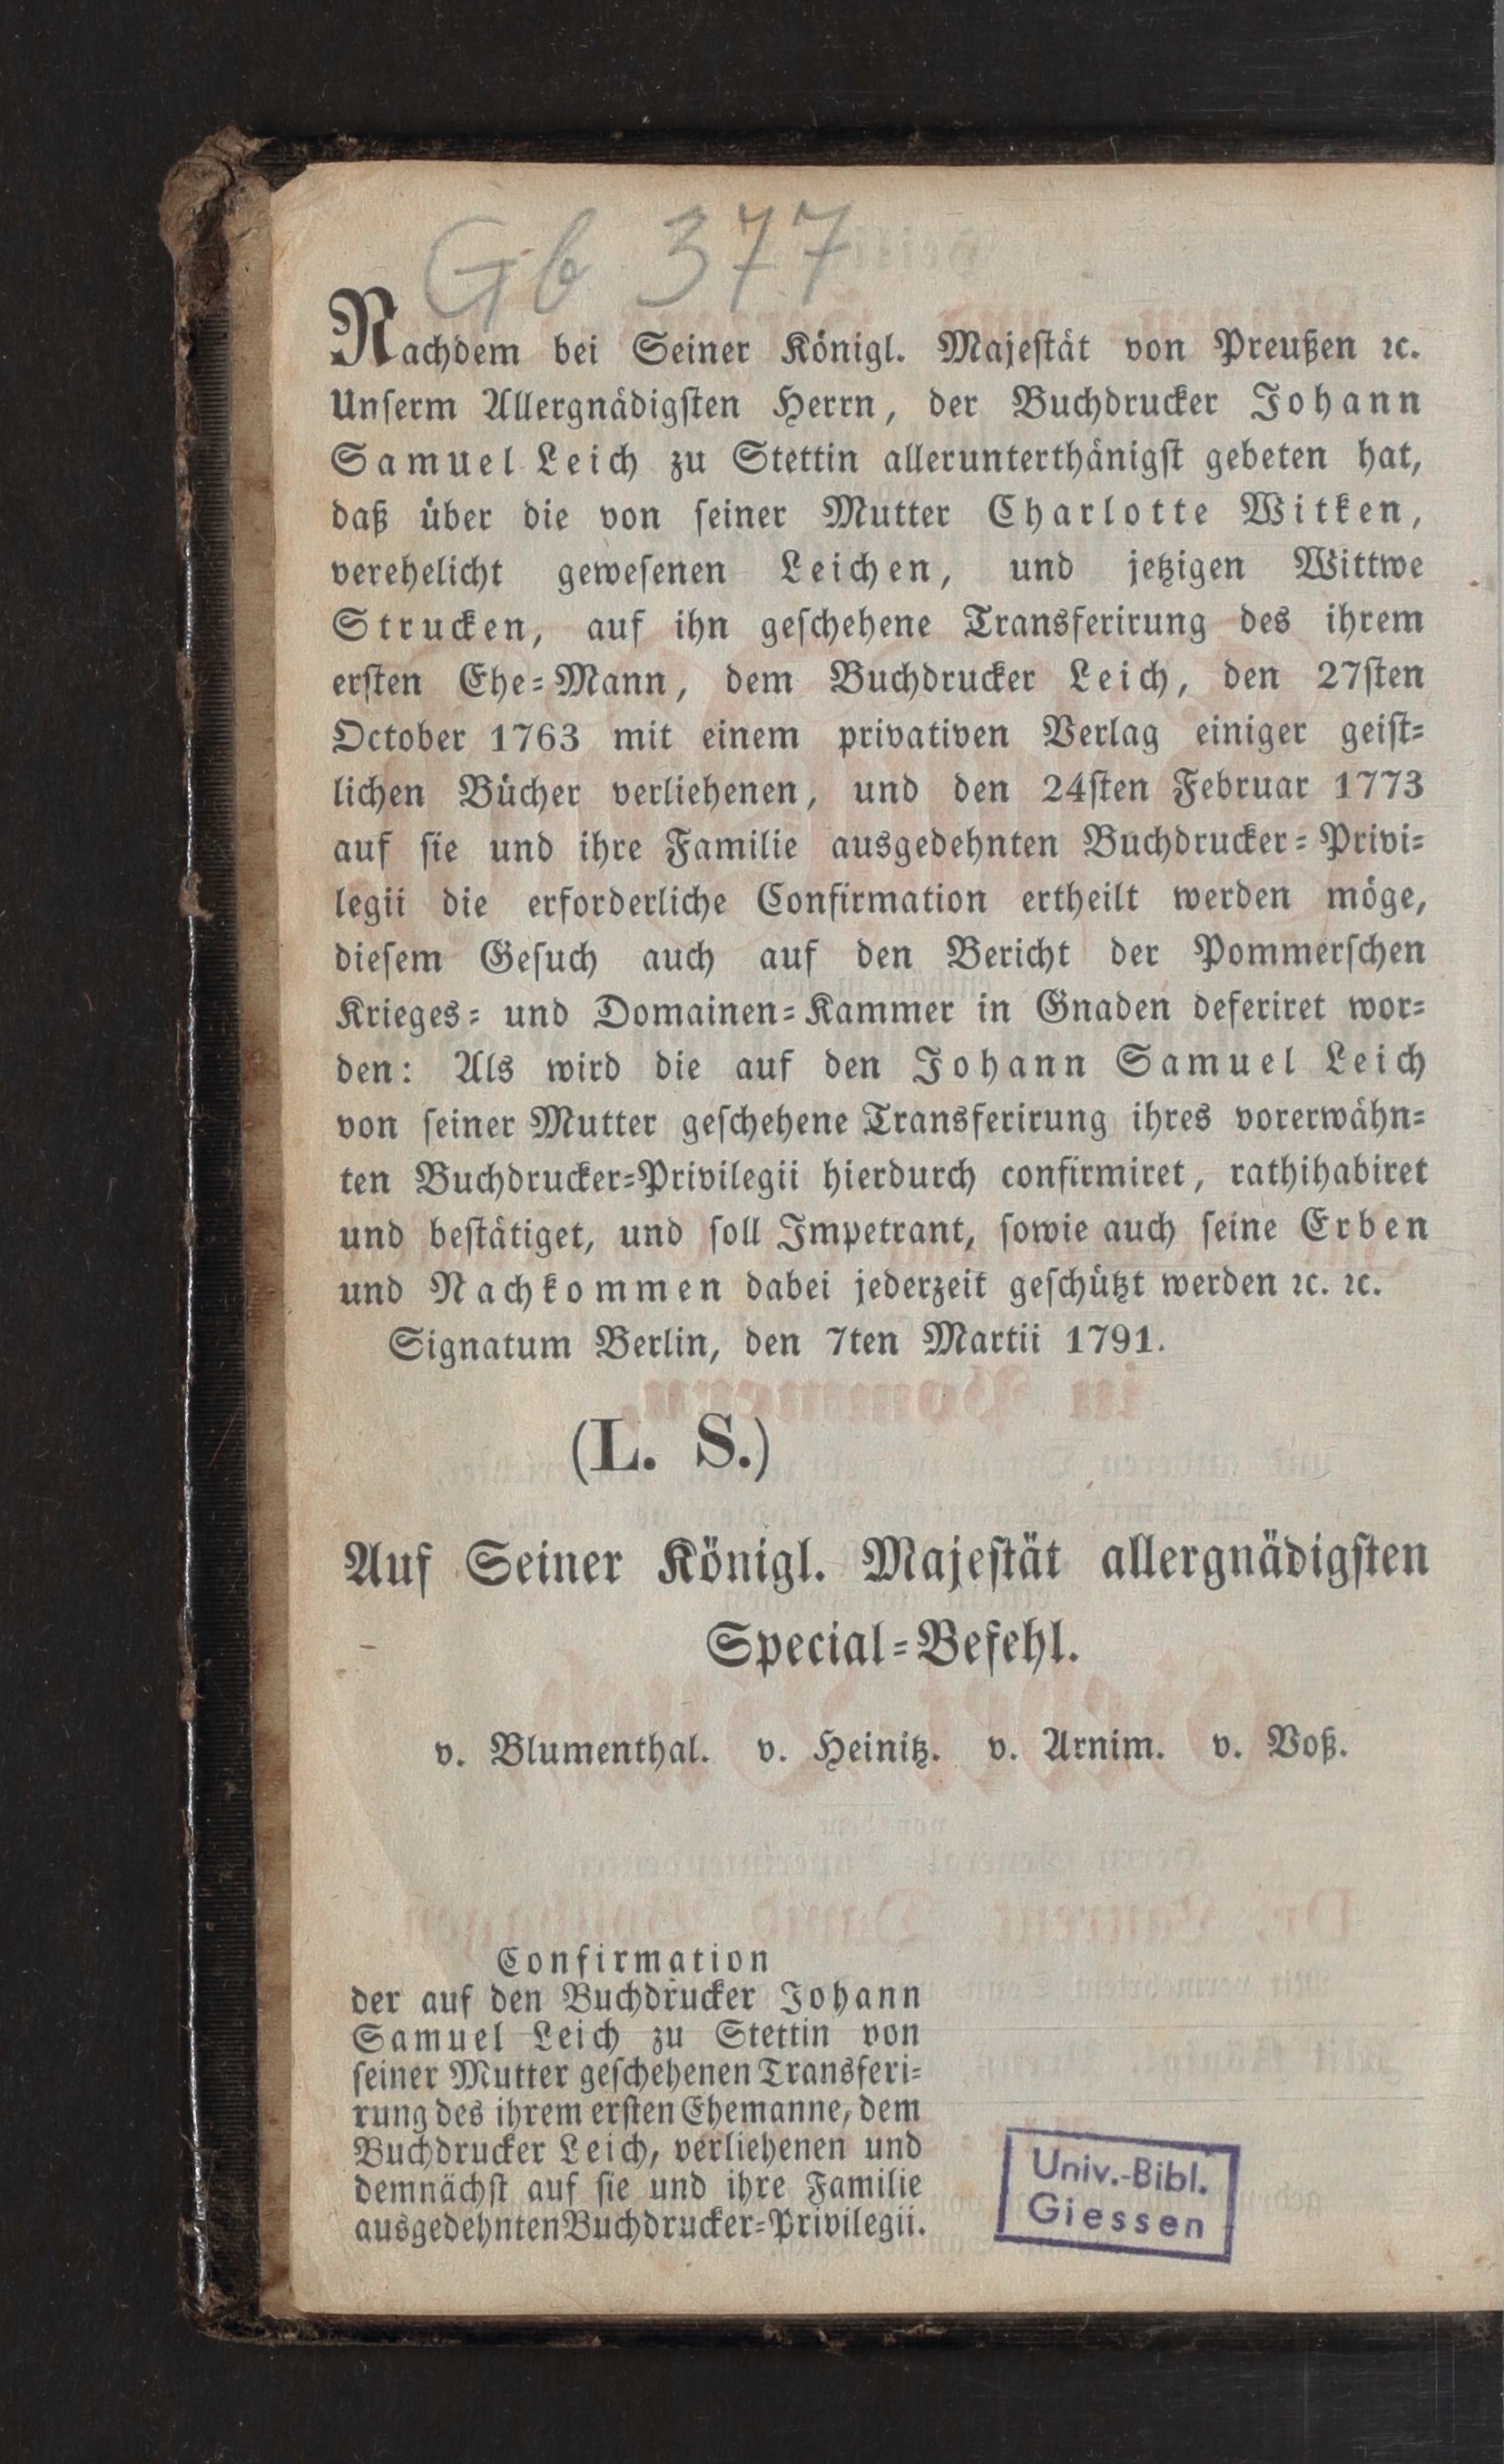 Gb 377
Nachdem bei Seiner Königl. Majestät von Preußen ꝛc.
Unserm Allergnädigsten Herrn, der Buchdrucker Johann
Samuel Leich zu Stettin allerunterthänigst gebeten hat,
daß über die von seiner Mutter Charlotte Witken,
verehelicht gewesenen Leichen, und jetzigen Wittwe
Strucken, auf ihn geschehene Transferirung des ihrem
ersten Ehe-Mann, dem Buchdrucker Leich, den 27sten
October 1763 mit einem privativen Verlag einiger geist-
lichen Bücher verliehenen, und den 24sten Februar 1773
auf sie und ihre Familie ausgedehnten Buchdrucker-Privi-
legii die erforderliche Confirmation ertheilt werden möge,
diesem Gesuch auch auf den Bericht der Pommerschen
Krieges- und Domainen-Kammer in Gnaden deferiret wor-
den: Als wird die auf den Johann Samuel Leich
von seiner Mutter geschehene Transferirung ihres vorerwähn-
ten Buchdrucker-Privilegii hierdurch confirmiret, rathihabiret
und bestätiget, und soll Impetrant, sowie auch seine Erben
und Nachkommen dabei jederzeit geschützt werden ꝛc. ꝛc.
Signatum Berlin, den 7ten Martii 1791.
(L. S.)
Auf Seiner Königl. Majestät allergnädigsten
Special-Befehl.
v. Blumenthal. v. Heinitz. v. Arnim. v. Voß.
Confirmation
der auf den Buchdrucker Johann
Samuel Leich zu Stettin von
seiner Mutter geschehenen Transferi-
rung des ihrem ersten Ehemanne, dem
Buchdrucker Leich, verliehenen und
demnächst auf sie und ihre Familie
ausgedehnten Buchdrucker-Privilegii.
Univ.-Bibl.
Giessen